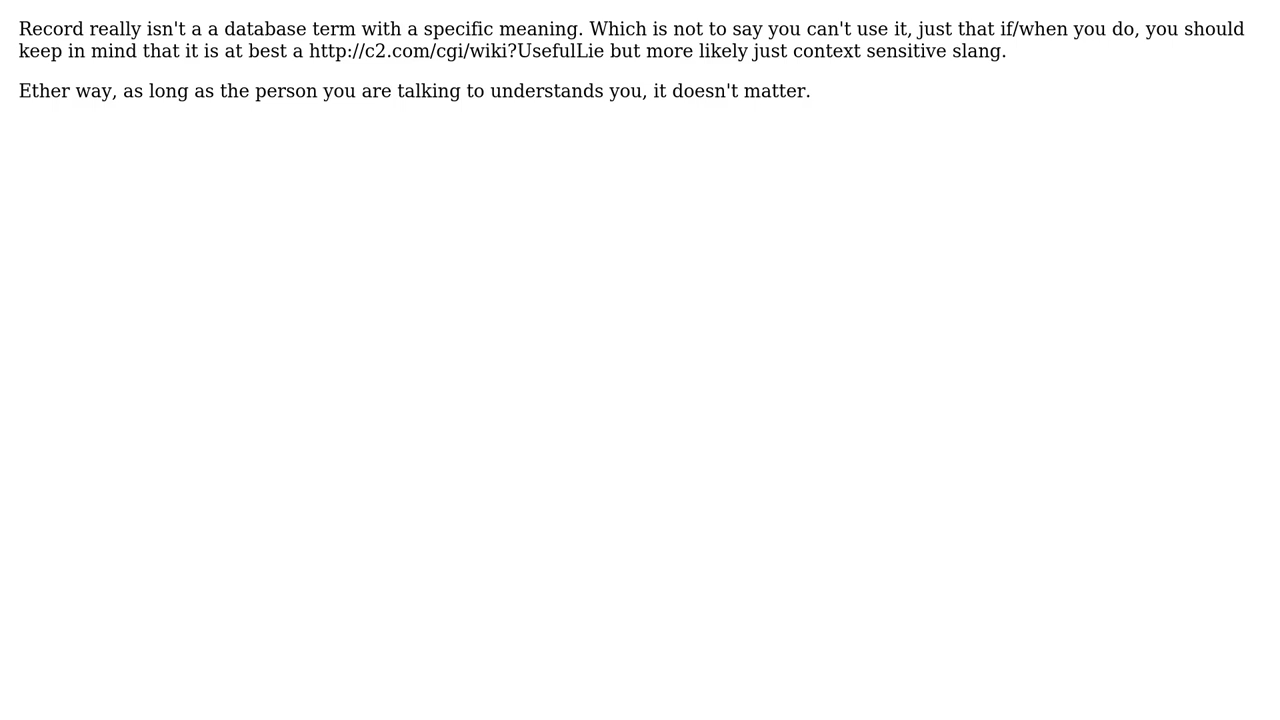 Record really isn't a a database term with a specific meaning. Which is not to say you can't use it, just that if/when you do, you should
keep in mind that it is at best a http://c2.com/cgi/wiki?UsefulLie but more likely just context sensitive slang.
Ether way, as long as the person you are talking to understands you, it doesn't matter.